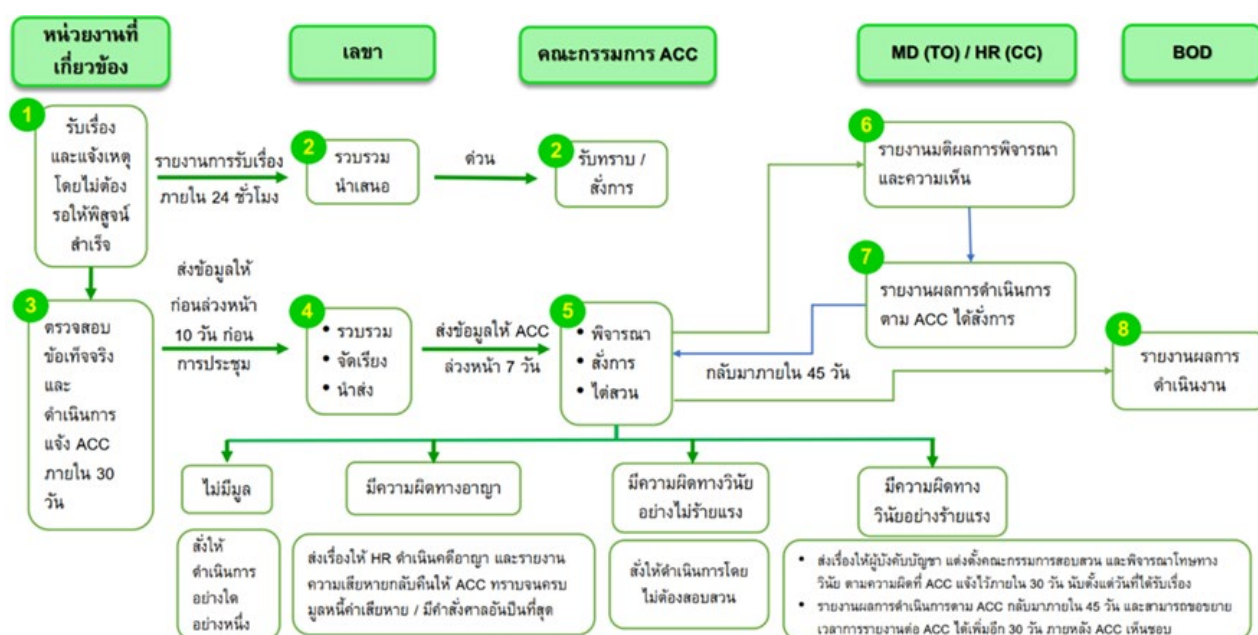 หน่วยงานที่
เกี่ยวข้อง
เลขา
คณะกรรมการ ACC
MD (TO) / HR (CC)
BOD
1
รับเรื่อง
และแจ้งเหตุ
โดยไม่ต้อง
รอให้พิสูจน์
สำเร็จ
รายงานการรับเรื่อง
ภายใน 24 ชั่วโมง
2
รวบรวม
นำเสนอ
ด่วน
2
รับทราบ /
สั่งการ
6
รายงานมติผลการพิจารณา
และความเห็น
3
ตรวจสอบ
ข้อเท็จจริง
และ
ดำเนินการ
แจ้ง ACC
ภายใน 30
วัน
ส่งข้อมูลให้
ก่อนล่วงหน้า
10 วัน ก่อน
การประชุม
4
• รวบรวม
• จัดเรียง
• นำส่ง
ส่งข้อมูลให้ ACC
ล่วงหน้า 7 วัน
5
• พิจารณา
• สั่งการ
• ไต่สวน
7
รายงานผลการดำเนินการ
ตาม ACC ได้สั่งการ
กลับมาภายใน 45 วัน
8
รายงานผลการ
ดำเนินงาน
ไม่มีมูล
มีความผิดทางอาญา
มีความผิดทางวินัย
อย่างไม่ร้ายแรง
มีความผิดทาง
วินัยอย่างร้ายแรง
สั่งให้
ดำเนินการ
อย่างใด
อย่างหนึ่ง
ส่งเรื่องให้ HR ดำเนินคดีอาญา และรายงาน
ความเสียหายกลับคืนให้ ACC ทราบจนครบ
มูลหนี้ค่าเสียหาย / มีคำสั่งศาลอันเป็นที่สุด
สั่งให้ดำเนินการโดย
ไม่ต้องสอบสวน
• ส่งเรื่องให้ผู้บังคับบัญชา แต่งตั้งคณะกรรมการสอบสวน และพิจารณาโทษทาง
วินัย ตามความผิดที่ ACC แจ้งไว้ภายใน 30 วัน นับตั้งแต่วันที่ได้รับเรื่อง
• รายงานผลการดำเนินการตาม ACC กลับมาภายใน 45 วัน และสามารถขอขยาย
เวลาการรายงานต่อ ACC ได้เพิ่มอีก 30 วัน ภายหลัง ACC เห็นชอบ